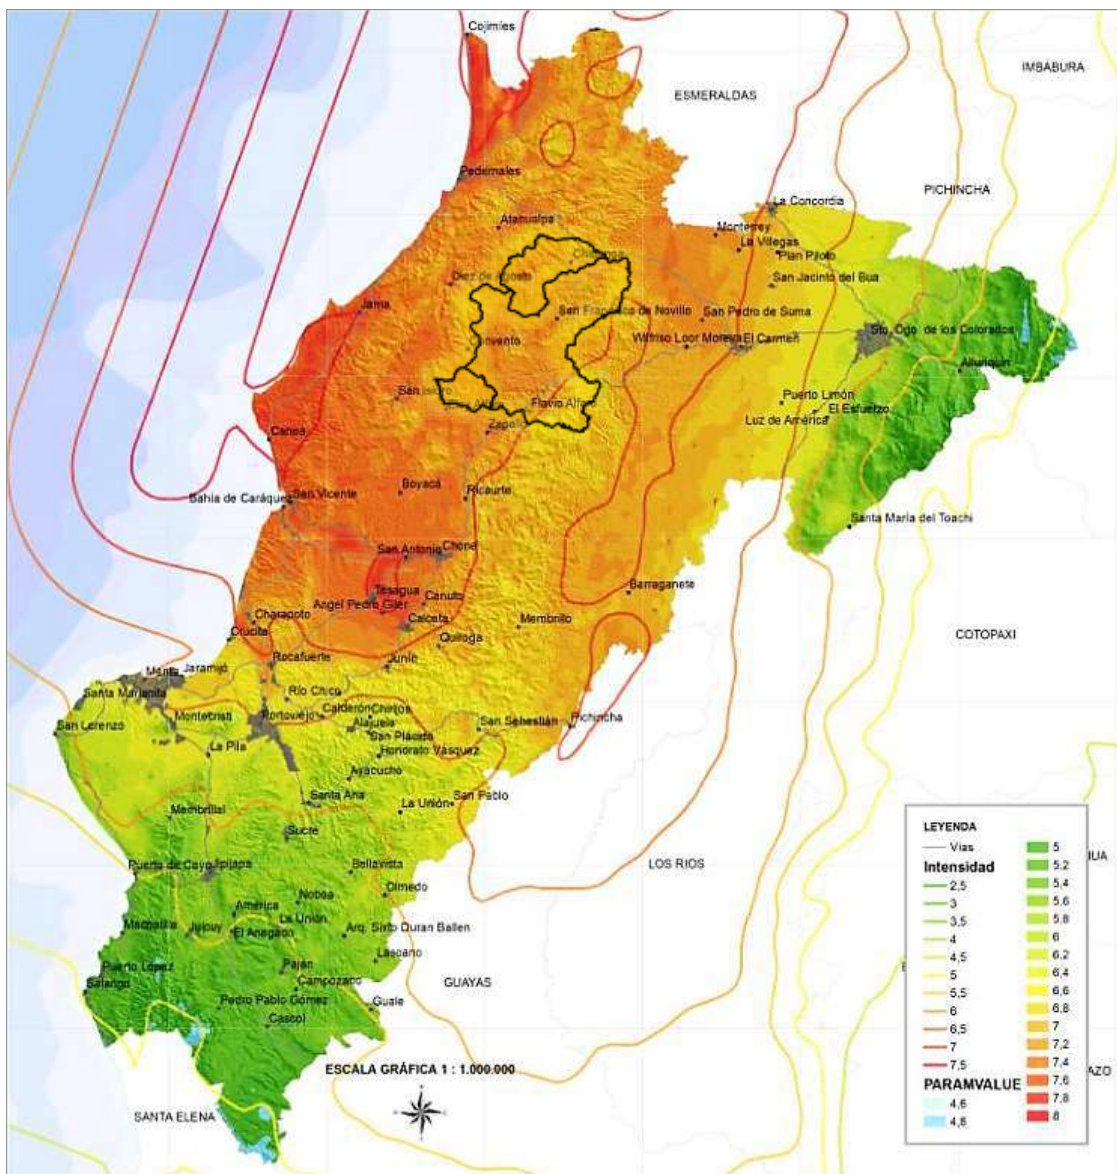 Cojimíes
IMBABURA
ESMERALDAS
Pedernales
PICHINCHA
La Concordia
Atahualpa
Monterrey
La Villegas
Plan Piloto
Diez de Agosto
San Jacinto del Bua
Jama
San Francisco de Novillo
San Pedro de Suma
Sto. Dgo. de los Colorados
Wilfriso Loor Moreva
El Carmen
Alluriquín
San Isidro
Flavio Alfaro
Puerto Limón
El Esfuerzo
Luz de América
Canoa
Boyacá
Ricaurte
Bahía de Caráquez
San Vicente
Santa María del Toachi
San Antonio
Chone
Tosagua
Barraganete
Angel Pedro Giler
Canuto
Charapoto
Calceta
Membrillo
Crucita
Quiroga
COTOPAXI
Rocafuerte
Junín
Manta
Jaramijó
Santa Marianita
Río Chico
Montecristi
Portoviejo
Calderón
Chirijos
San Lorenzo
Alajuela
San Sebastián
Pichincha
San Plácido
La Pila
Honorato Vásquez
Ayacucho
Santa Ana
San Pablo
Membrillal
La Unión
Sucre
LEYENDA
Vías
Intensidad
2,5
3
3,5
4
4,5
5
5,5
6
6,5
7
7,5
PARAMVALUE
4,6
4,8
5
5,2
5,4
5,6
5,8
6
6,2
6,4
6,6
6,8
7
7,2
7,4
7,6
7,8
8
Puerto de Cayo
Jipijapa
Bellavista
LOS RIOS
Noboa
Olmedo
América
La Unión
Machalilla
Julcuy
El Anegado
Arq. Sixto Duran Ballen
Lascano
Puerto López
Paján
Salango
Campozano
GUAYAS
Pedro Pablo Gómez
Guale
Cascol
ESCALA GRÁFICA 1 : 1.000.000
SANTA ELENA